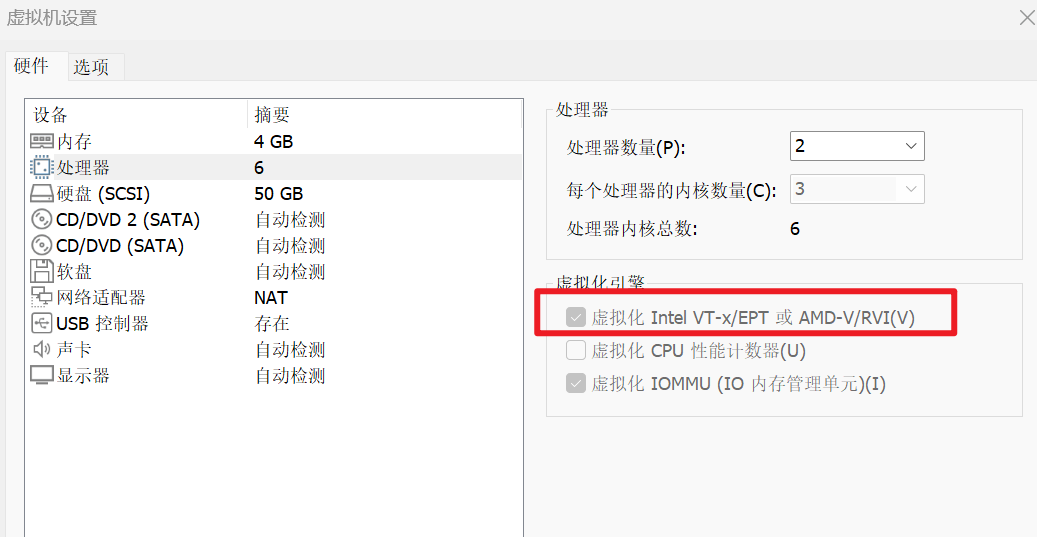 虚拟机设置
硬件 选项
设备 摘要
内存 4 GB
处理器 6
硬盘 (SCSI) 50 GB
CD/DVD 2 (SATA) 自动检测
CD/DVD (SATA) 自动检测
软盘 自动检测
网络适配器 NAT
USB 控制器 存在
声卡 自动检测
显示器 自动检测
处理器
处理器数量(P): 2
每个处理器的内核数量(C): 3
处理器内核总数: 6
虚拟化引擎
虚拟化 Intel VT-x/EPT 或 AMD-V/RVI(V)
虚拟化 CPU 性能计数器(U)
虚拟化 IOMMU (IO 内存管理单元)(I)